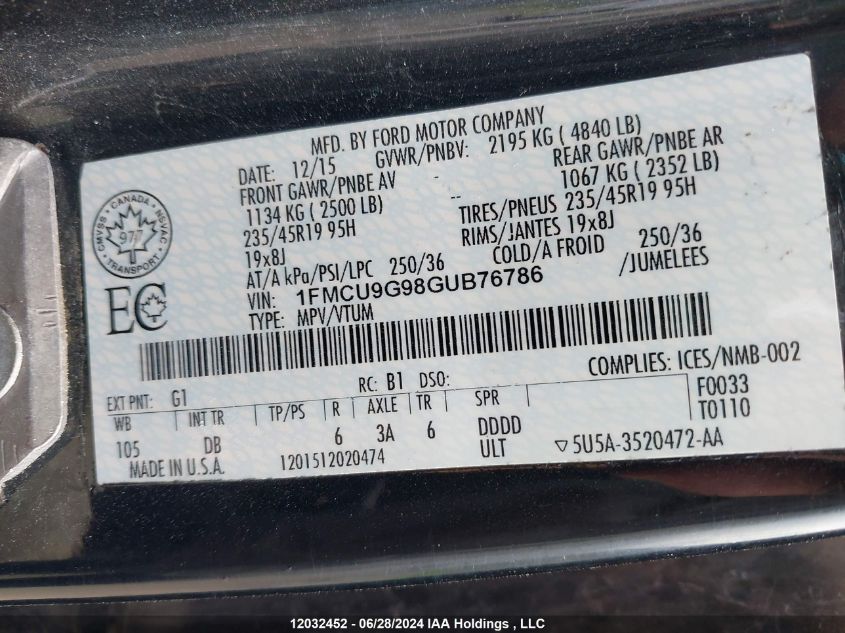 MFD. BY FORD MOTOR COMPANY
DATE: 12/15 GVWR/PNBV: 2195 KG ( 4840 LB)
FRONT GAWR/PNBE AV - REAR GAWR/PNBE AR
1134 KG ( 2500 LB) -- 1067 KG ( 2352 LB)
235/45R19 95H TIRES/PNEUS 235/45R19 95H
19x8J RIMS/JANTES 19x8J
AT/A kPa/PSI/LPC 250/36 COLD/A FROID 250/36
VIN: 1FMCU9G98GUB76786 /JUMELEES
TYPE: MPV/VTUM
CANADA
CMVSS NSVAC
97
TRANSPORT
EC
COMPLIES: ICES/NMB-002
EXT PNT: G1 RC: B1 DSO: F0033
WB INT TR TP/PS R AXLE TR SPR T0110
105 DB 6 3A 6 DDDD
ULT ▽5U5A-3520472-AA
MADE IN U.S.A. 1201512020474
12032452 - 06/28/2024 IAA Holdings , LLC